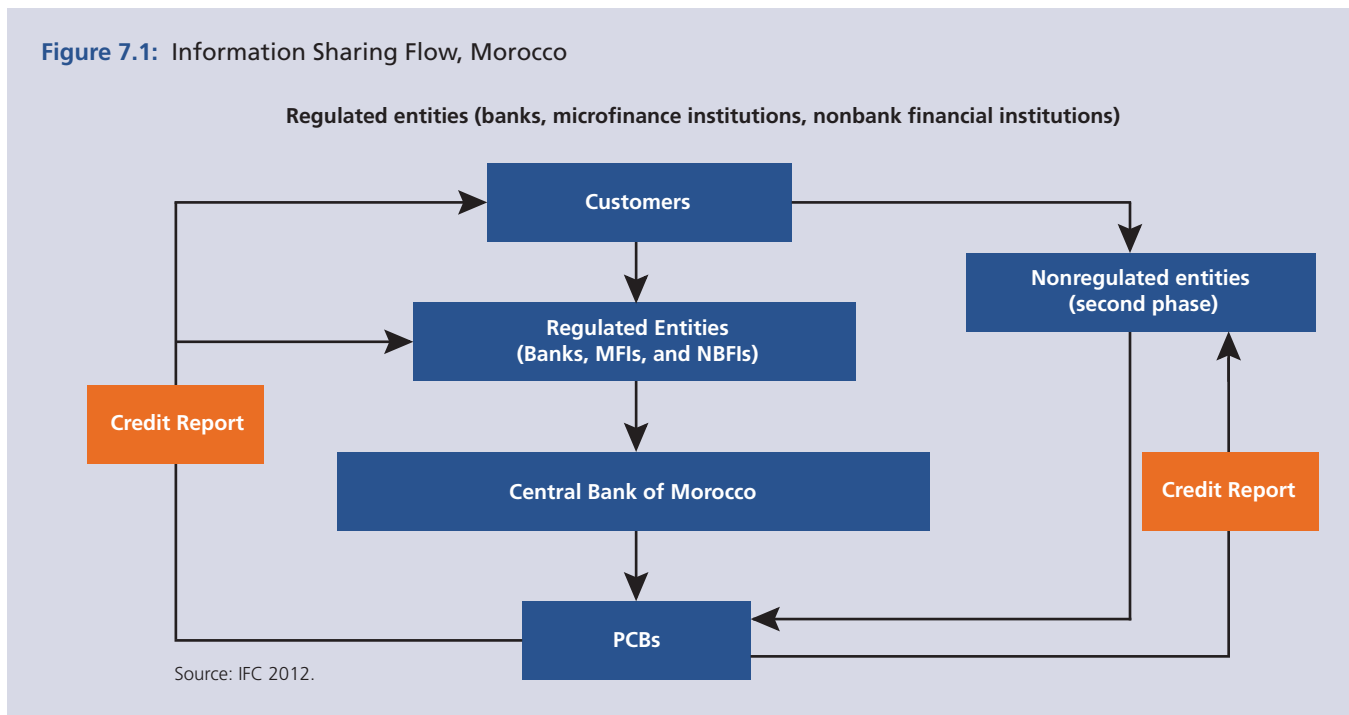 Figure 7.1: Information Sharing Flow, Morocco
Regulated entities (banks, microfinance institutions, nonbank financial institutions)
Customers
Nonregulated entities
(second phase)
Regulated Entities
(Banks, MFIs, and NBFIs)
Credit Report
Central Bank of Morocco
Credit Report
PCBs
Source: IFC 2012.